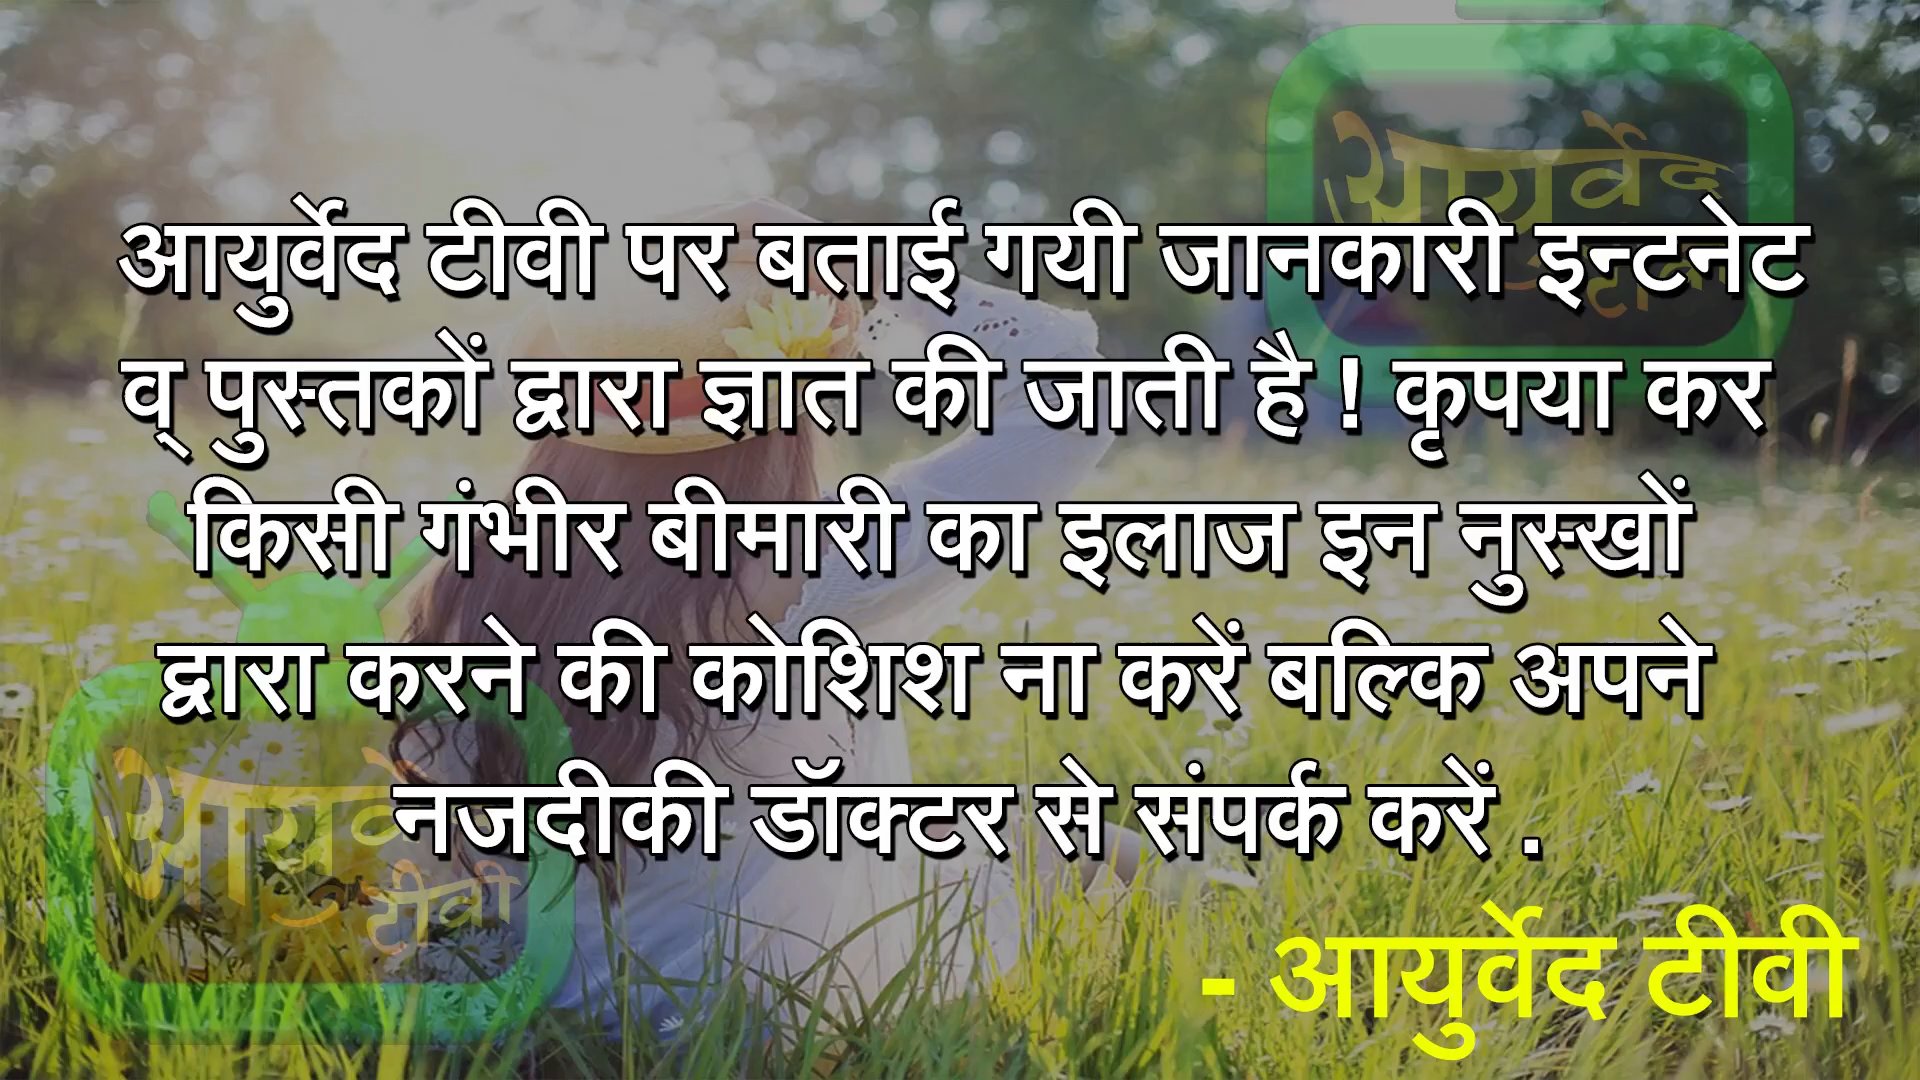 आयुर्वेद
आयुर्वेद टीवी पर बताई गयी जानकारी इन्टनेट
व् पुस्तकों द्वारा ज्ञात की जाती है ! कृपया कर
किसी गंभीर बीमारी का इलाज इन नुस्खों
द्वारा करने की कोशिश ना करें बल्कि अपने
नजदीकी डॉक्टर से संपर्क करें .
टीवी
- आयुर्वेद टीवी